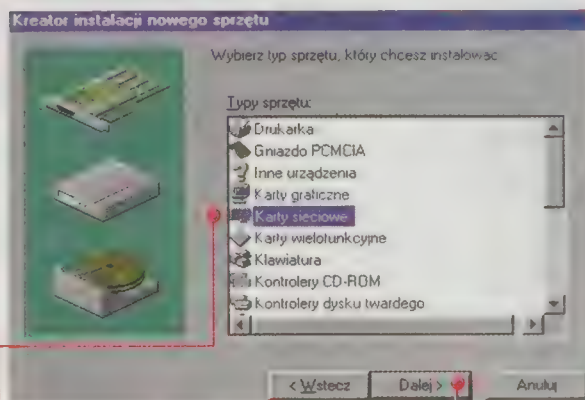 Kreator instalacji nowego sprzętu
Wybierz typ sprzętu, który chcesz instalować
Typy sprzętu:
Drukarka
Gniazdo PCMCIA
Inne urządzenia
Karty graficzne
Karty sieciowe
Karty wielofunkcyjne
Klawiatura
Kontrolery CD-ROM
Kontrolery dysku twardego
< Wstecz
Dalej >
Anuluj